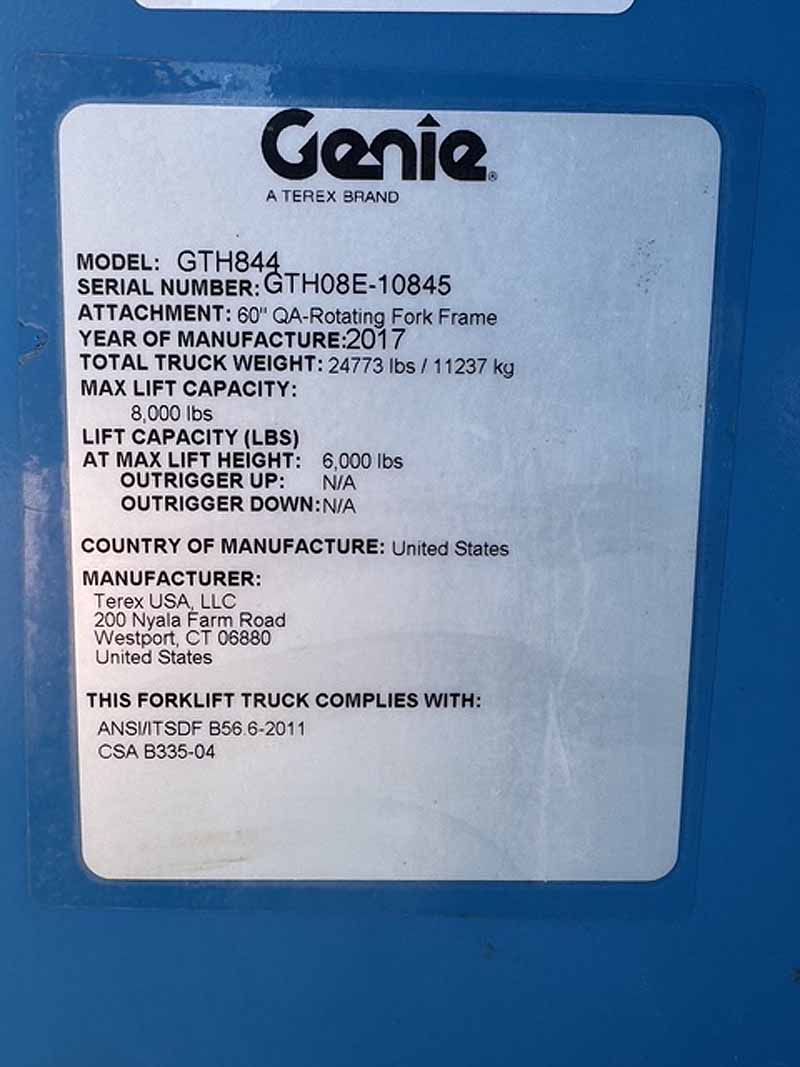 Genie®
A TEREX BRAND
MODEL: GTH844
SERIAL NUMBER: GTH08E-10845
ATTACHMENT: 60" QA-Rotating Fork Frame
YEAR OF MANUFACTURE: 2017
TOTAL TRUCK WEIGHT: 24773 lbs / 11237 kg
MAX LIFT CAPACITY:
8,000 lbs
LIFT CAPACITY (LBS)
AT MAX LIFT HEIGHT: 6,000 lbs
OUTRIGGER UP: N/A
OUTRIGGER DOWN: N/A
COUNTRY OF MANUFACTURE: United States
MANUFACTURER:
Terex USA, LLC
200 Nyala Farm Road
Westport, CT 06880
United States
THIS FORKLIFT TRUCK COMPLIES WITH:
ANSI/ITSDF B56.6-2011
CSA B335-04